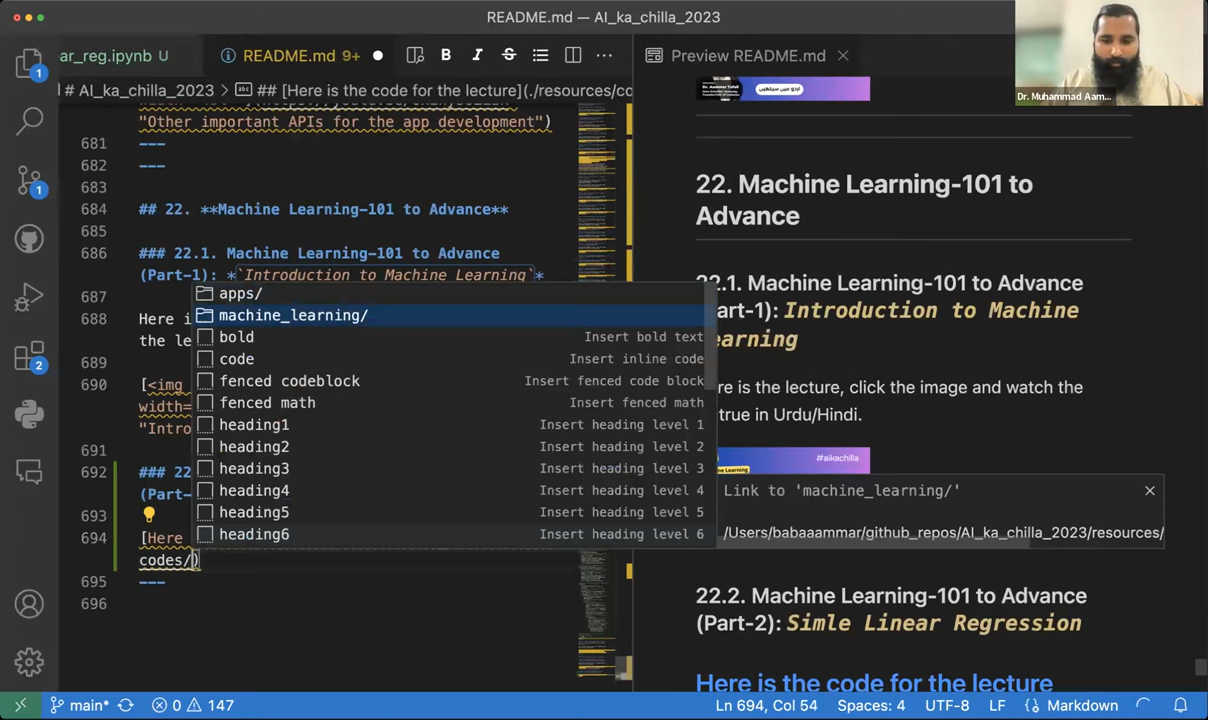 README.md — AI_ka_chilla_2023
ar_reg.ipynb U
README.md 9+
Preview README.md
# AI_ka_chilla_2023 > ## [Here is the code for the lecture](./resources/co
Dr. Muhammad Aam...
"Other important APIs for the app development")
681 ---
682 ---
683
684 ## 22. **Machine Learning-101 to Advance**
685
686 ### 22.1. Machine Learning-101 to Advance
(Part-1): *`Introduction to Machine Learning`*
687
688 Here i
the le
689
690 [<img
width=
"Intro
691
692 ### 22
(Part-
693
694 [Here
codes/)
695 ---
696
apps/
machine_learning/
bold Insert bold text
code Insert inline code
fenced codeblock Insert fenced code block
fenced math Insert fenced math
heading1 Insert heading level 1
heading2 Insert heading level 2
heading3 Insert heading level 3
heading4 Insert heading level 4
heading5 Insert heading level 5
heading6 Insert heading level 6
Link to 'machine_learning/'
/Users/babaaammar/github_repos/AI_ka_chilla_2023/resources/
22. Machine Learning-101 to
Advance
22.1. Machine Learning-101 to Advance
art-1): Introduction to Machine
earning
re is the lecture, click the image and watch the
true in Urdu/Hindi.
#aikachilla
22.2. Machine Learning-101 to Advance
(Part-2): Simle Linear Regression
Here is the code for the lecture
1
1
2
main* 0 147
Ln 694, Col 54 Spaces: 4 UTF-8 LF Markdown